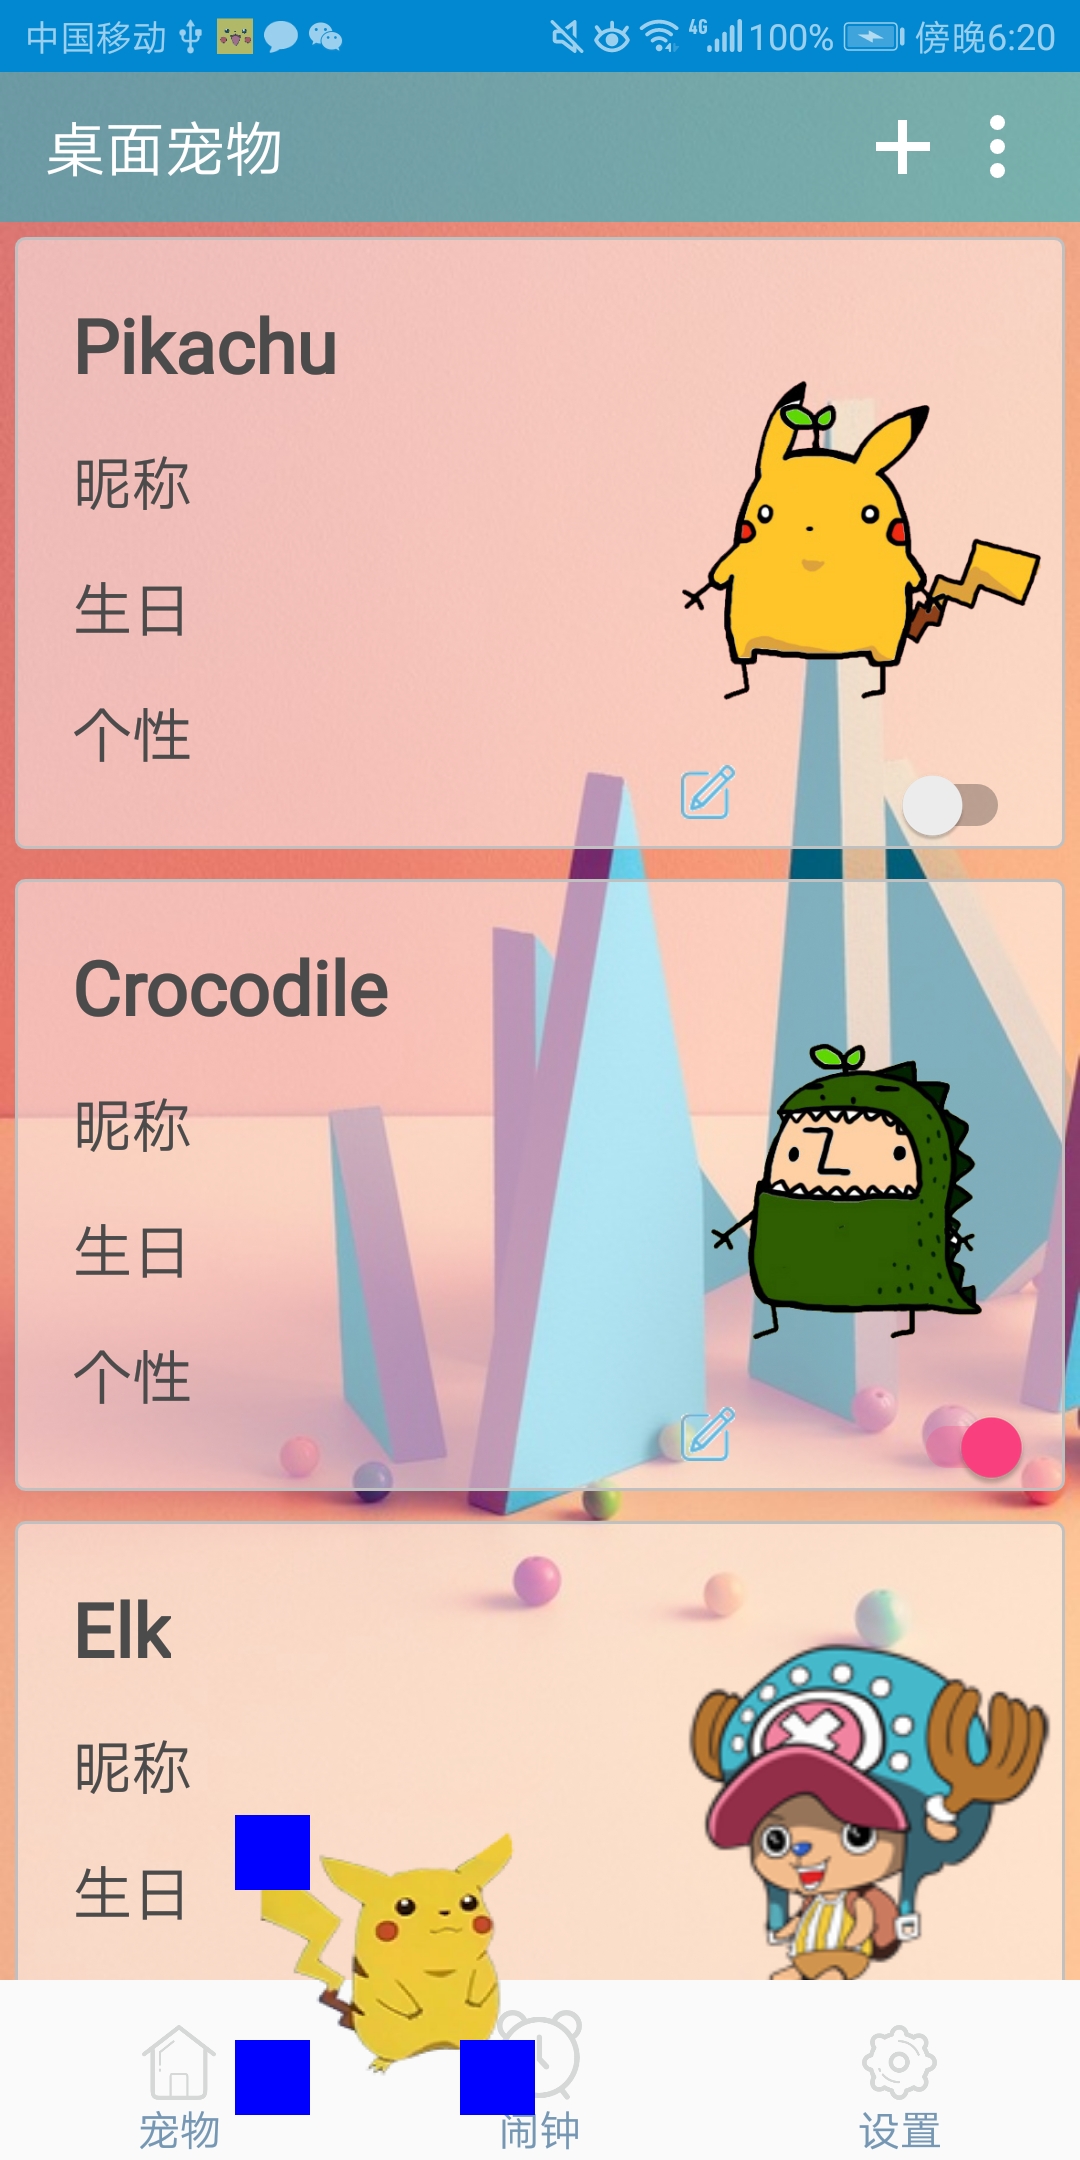 中国移动 4G 100% 傍晚6:20
桌面宠物
Pikachu
昵称
生日
个性
Crocodile
昵称
生日
个性
Elk
昵称
生日
宠物 闹钟 设置